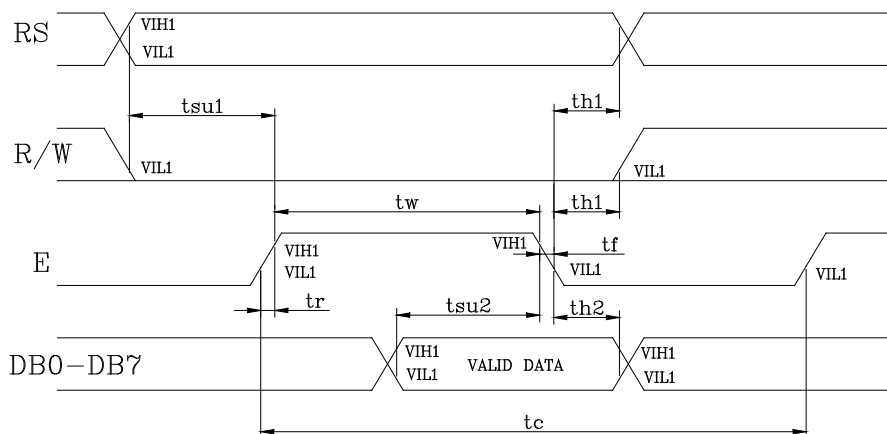 RS
VIH1
VIL1
tsu1
th1
R/W
VIL1
VIL1
tw
th1
E
VIH1
VIL1
VIH1
tf
VIL1
VIL1
tr
tsu2
th2
DB0-DB7
VIH1
VIL1
VALID DATA
VIH1
VIL1
tc